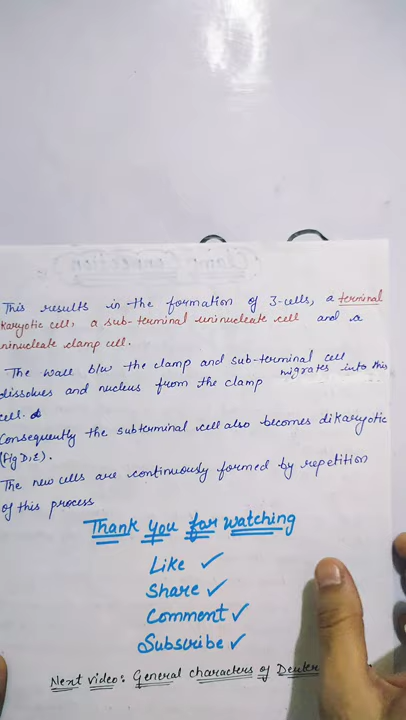 This results in the formation of 3-cells, a terminal
karyotic cell, a sub-terminal uninucleate cell and a
ninucleate clamp cell.
The wall b/w the clamp and sub-terminal cell
dissolves and nucleus from the clamp migrates into this
cell.
Consequently the subterminal cell also becomes dikaryotic
(Fig D,E).
The new cells are continuously formed by repetition
of this process
Thank you for watching
Like ✓
Share ✓
Comment ✓
Subscribe ✓
Next video: General characters of Deuter